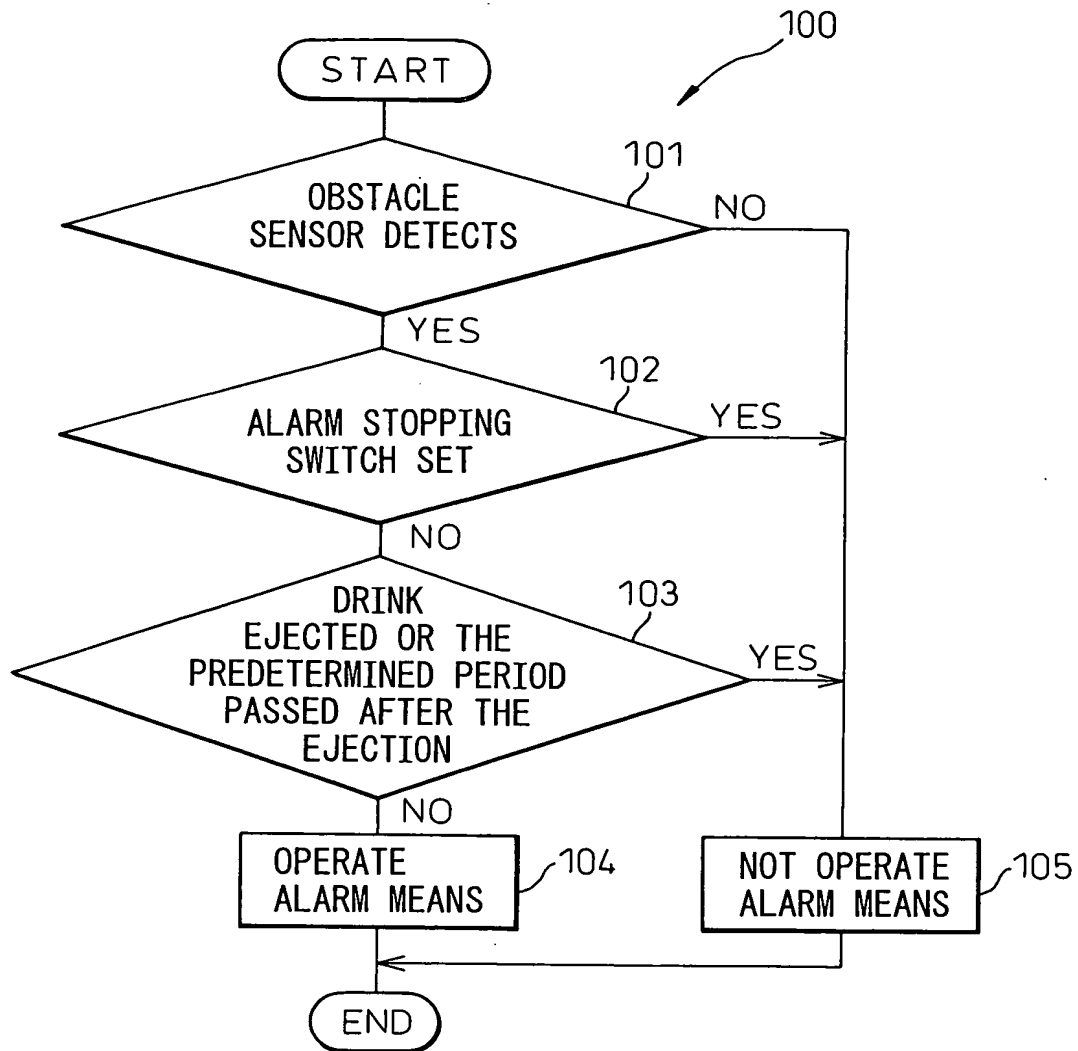 100
START
101
OBSTACLE
SENSOR DETECTS
NO
YES
102
ALARM STOPPING
SWITCH SET
YES
NO
103
DRINK
EJECTED OR THE
PREDETERMINED PERIOD
PASSED AFTER THE
EJECTION
YES
NO
OPERATE
ALARM MEANS
104
NOT OPERATE
ALARM MEANS
105
END